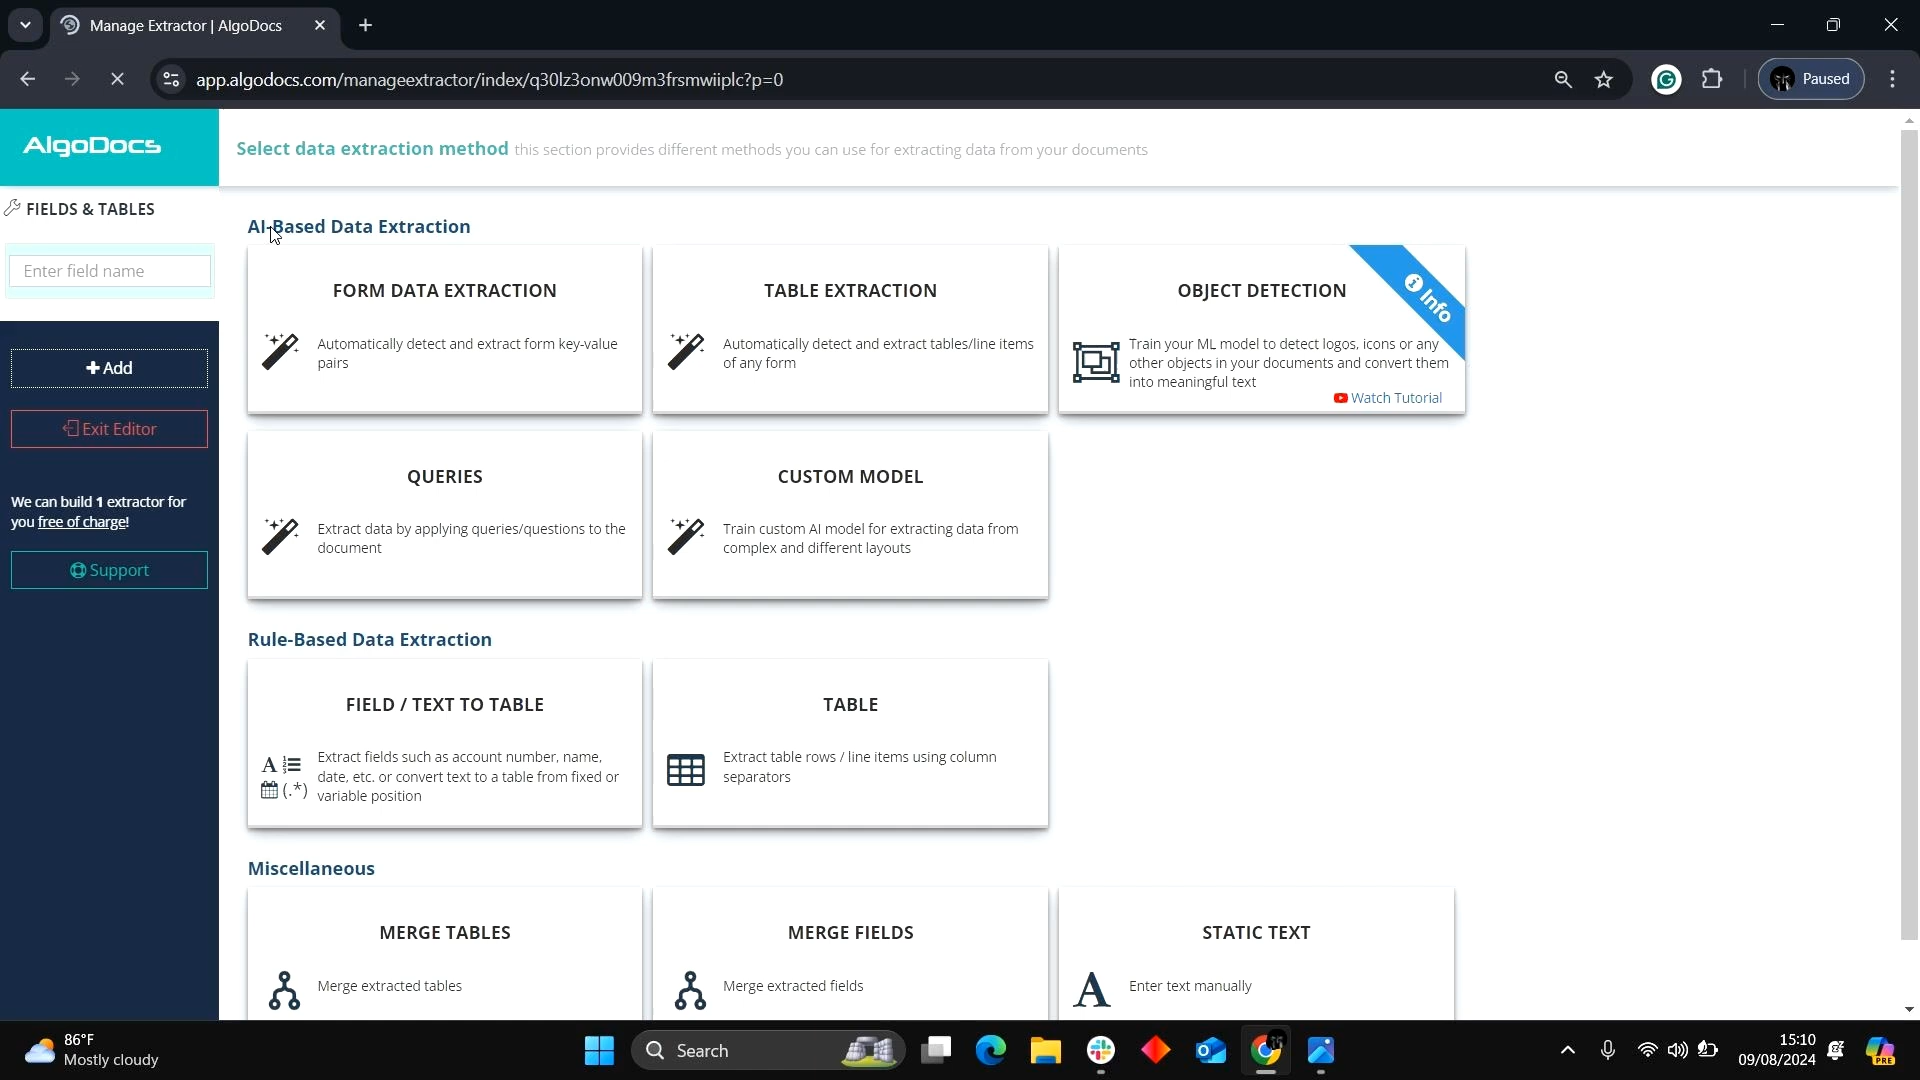 Manage Extractor | AlgoDocs
app.algodocs.com/manageextractor/index/q30lz3onw009m3frsmwiiplc?p=0
Paused
AlgoDocs
Select data extraction method this section provides different methods you can use for extracting data from your documents
FIELDS & TABLES
Enter field name
+ Add
Exit Editor
We can build 1 extractor for
you free of charge!
Support
AI-Based Data Extraction
FORM DATA EXTRACTION
Automatically detect and extract form key-value
pairs
TABLE EXTRACTION
Automatically detect and extract tables/line items
of any form
OBJECT DETECTION
Info
Train your ML model to detect logos, icons or any
other objects in your documents and convert them
into meaningful text
Watch Tutorial
QUERIES
Extract data by applying queries/questions to the
document
CUSTOM MODEL
Train custom AI model for extracting data from
complex and different layouts
Rule-Based Data Extraction
FIELD / TEXT TO TABLE
Extract fields such as account number, name,
date, etc. or convert text to a table from fixed or
variable position
TABLE
Extract table rows / line items using column
separators
Miscellaneous
MERGE TABLES
Merge extracted tables
MERGE FIELDS
Merge extracted fields
STATIC TEXT
A
Enter text manually
86°F
Mostly cloudy
Search
15:10
09/08/2024
PRE